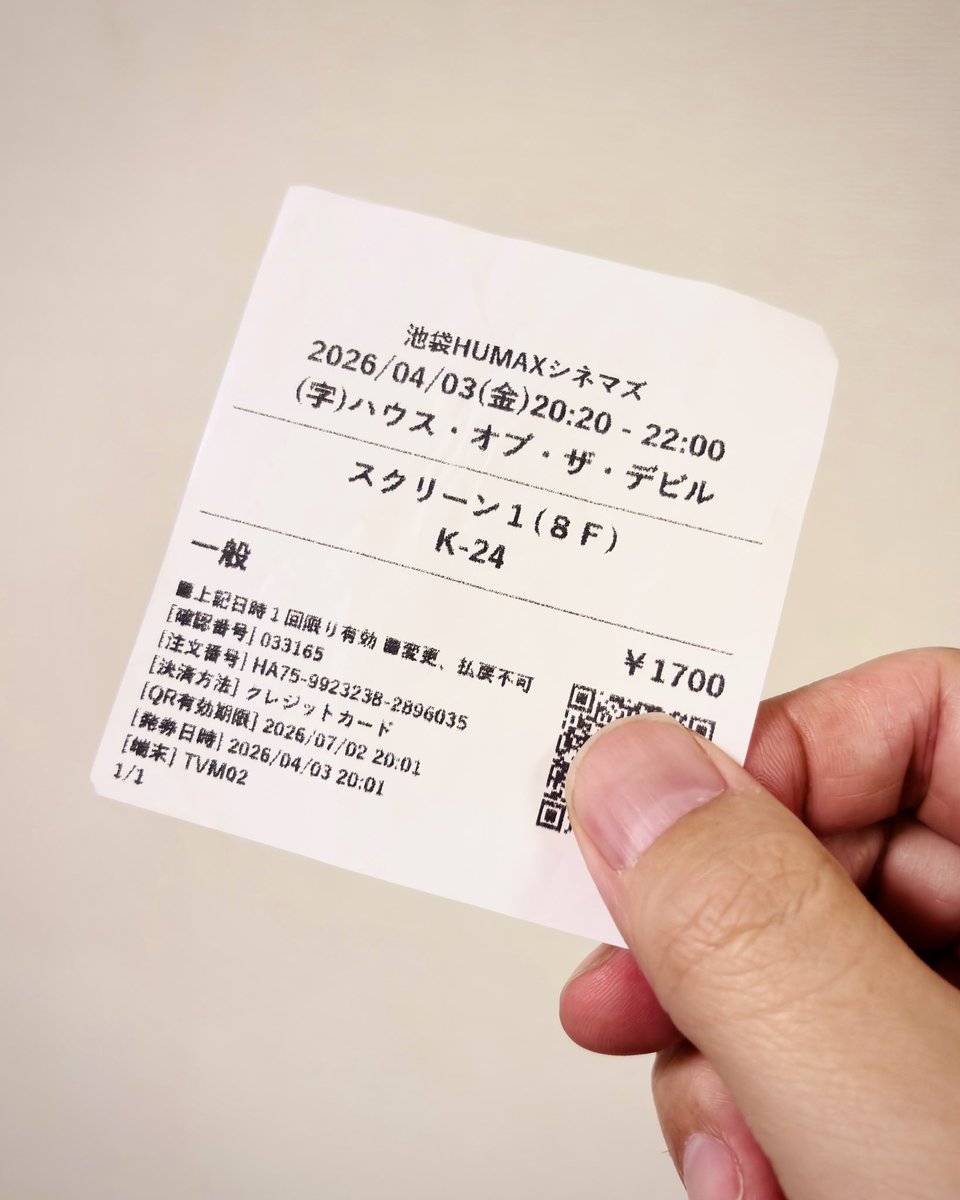 池袋HUMAXシネマズ
2026/04/03(金)20:20 - 22:00
(字)ハウス・オブ・ザ・デビル
スクリーン1(8F)
K-24
一般
¥1700
■上記日時1回限り有効 ■変更、払戻不可
[確認番号] 033165
[注文番号] HA75-992323B-2896035
[決済方法] クレジットカード
[QR有効期限] 2026/07/02 20:01
[発券日時] 2026/04/03 20:01
[端末] TVM02
1/1